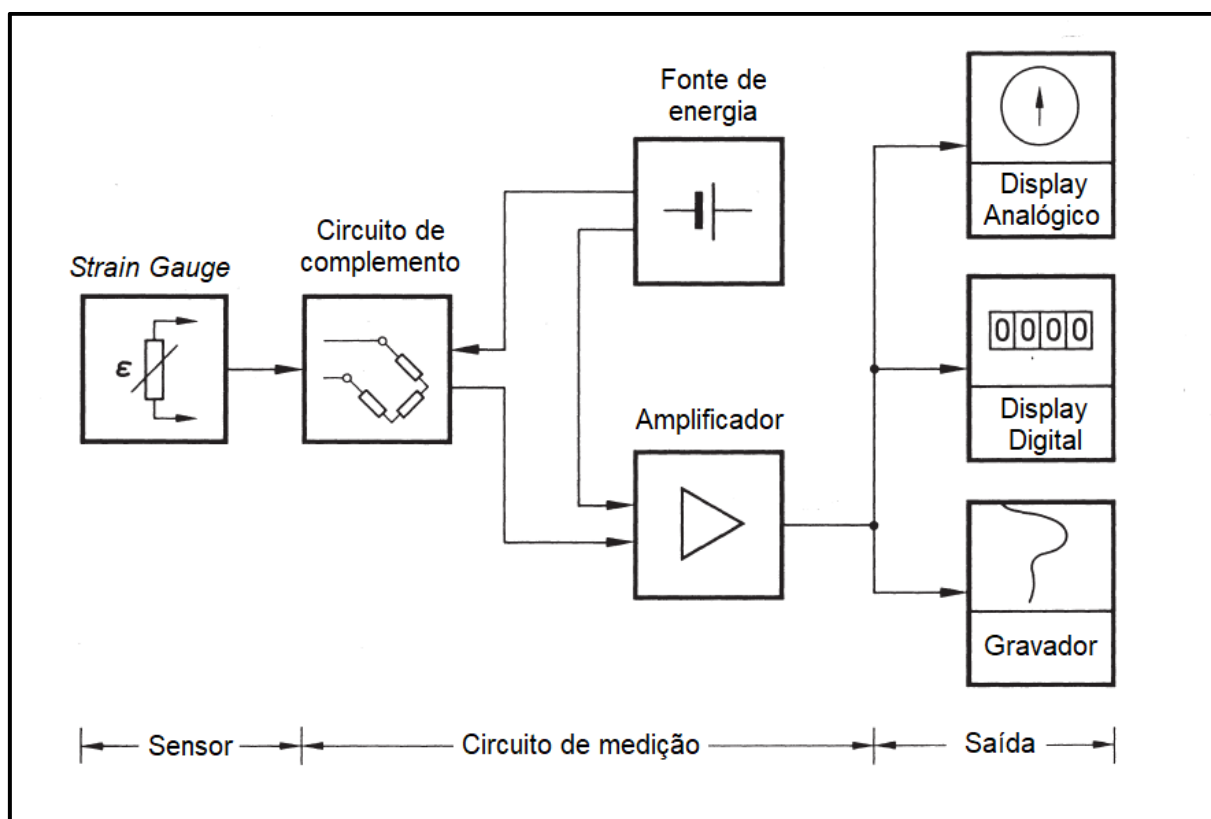 Fonte de
energia
Circuito de
complemento
Strain Gauge
ε
Amplificador
Display
Analógico
0000
Display
Digital
Gravador
Sensor
Circuito de medição
Saída